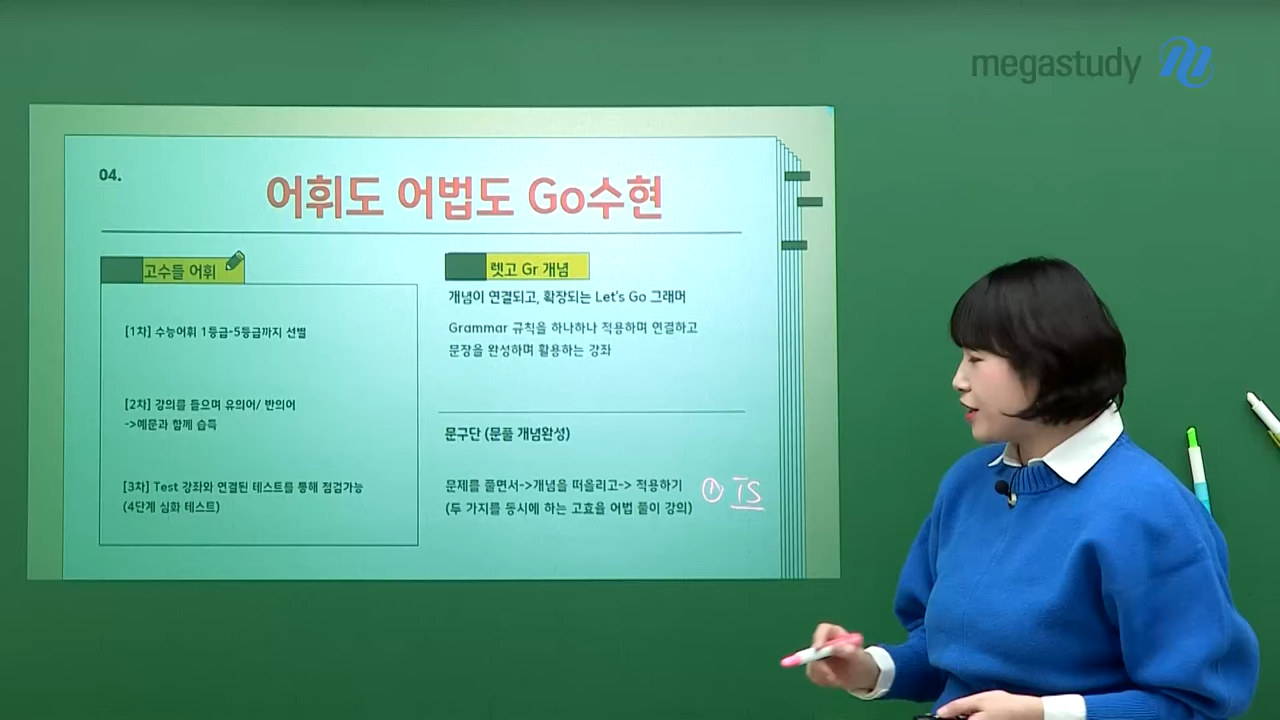 megastudy
04.
어휘도 어법도 Go수현
고수들 어휘
[1차] 수능어휘 1등급-5등급까지 선별
[2차] 강의를 들으며 유의어/ 반의어
->예문과 함께 습득
[3차] Test 강좌와 연결된 테스트를 통해 점검가능
(4단계 심화 테스트)
렛고 Gr 개념
개념이 연결되고, 확장되는 Let's Go 그래머
Grammar 규칙을 하나하나 적용하며 연결하고
문장을 완성하며 활용하는 강좌
문구단 (문풀 개념완성)
문제를 풀면서->개념을 떠올리고-> 적용하기
(두 가지를 동시에 하는 고효율 어법 풀이 강의)
① TS